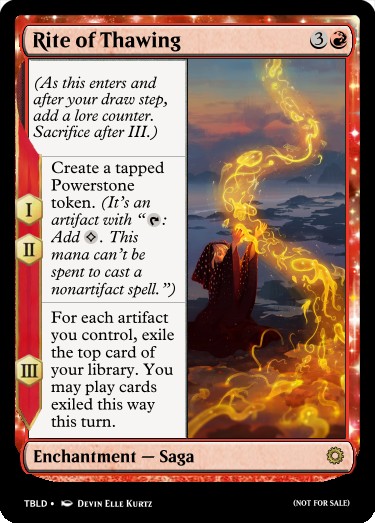 Rite of Thawing 3
(As this enters and
after your draw step,
add a lore counter.
Sacrifice after III.)
I
II
Create a tapped
Powerstone
token. (It's an
artifact with “T:
Add C. This
mana can't be
spent to cast a
nonartifact spell.”)
III
For each artifact
you control, exile
the top card of
your library. You
may play cards
exiled this way
this turn.
Enchantment — Saga
TBLD • Devin Elle Kurtz (NOT FOR SALE)